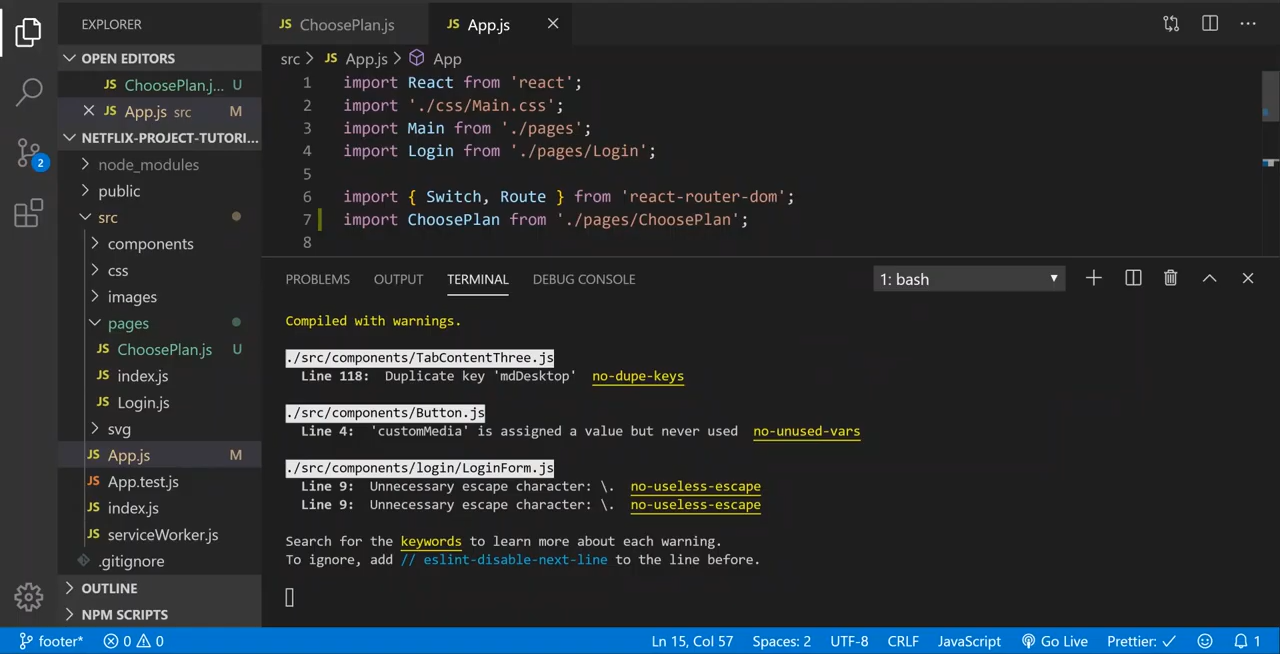 EXPLORER
OPEN EDITORS
JS ChoosePlan.j... U
JS App.js src M
NETFLIX-PROJECT-TUTORI...
node_modules
public
src
components
css
images
pages
JS ChoosePlan.js U
JS index.js
JS Login.js
svg
JS App.js M
JS App.test.js
JS index.js
JS serviceWorker.js
.gitignore
OUTLINE
NPM SCRIPTS
2
JS ChoosePlan.js
JS App.js
src > JS App.js > App
1 import React from 'react';
2 import './css/Main.css';
3 import Main from './pages';
4 import Login from './pages/Login';
5
6 import { Switch, Route } from 'react-router-dom';
7 import ChoosePlan from './pages/ChoosePlan';
8
PROBLEMS OUTPUT TERMINAL DEBUG CONSOLE 1: bash
Compiled with warnings.
./src/components/TabContentThree.js
Line 118: Duplicate key 'mdDesktop' no-dupe-keys
./src/components/Button.js
Line 4: 'customMedia' is assigned a value but never used no-unused-vars
./src/components/login/LoginForm.js
Line 9: Unnecessary escape character: \. no-useless-escape
Line 9: Unnecessary escape character: \. no-useless-escape
Search for the keywords to learn more about each warning.
To ignore, add // eslint-disable-next-line to the line before.
footer* 0 0 Ln 15, Col 57 Spaces: 2 UTF-8 CRLF JavaScript Go Live Prettier: ✓ 1